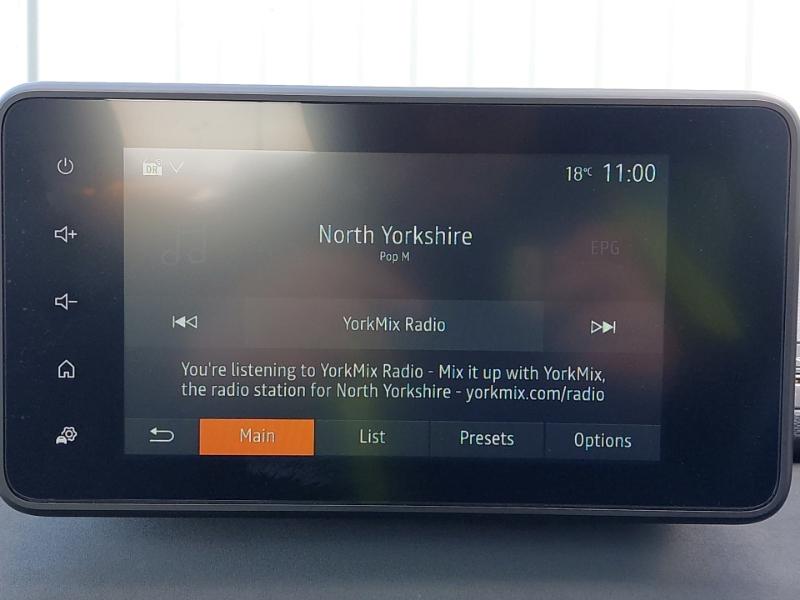 DR
18°C 11:00
North Yorkshire
Pop M
EPG
YorkMix Radio
You're listening to YorkMix Radio - Mix it up with YorkMix,
the radio station for North Yorkshire - yorkmix.com/radio
Main List Presets Options